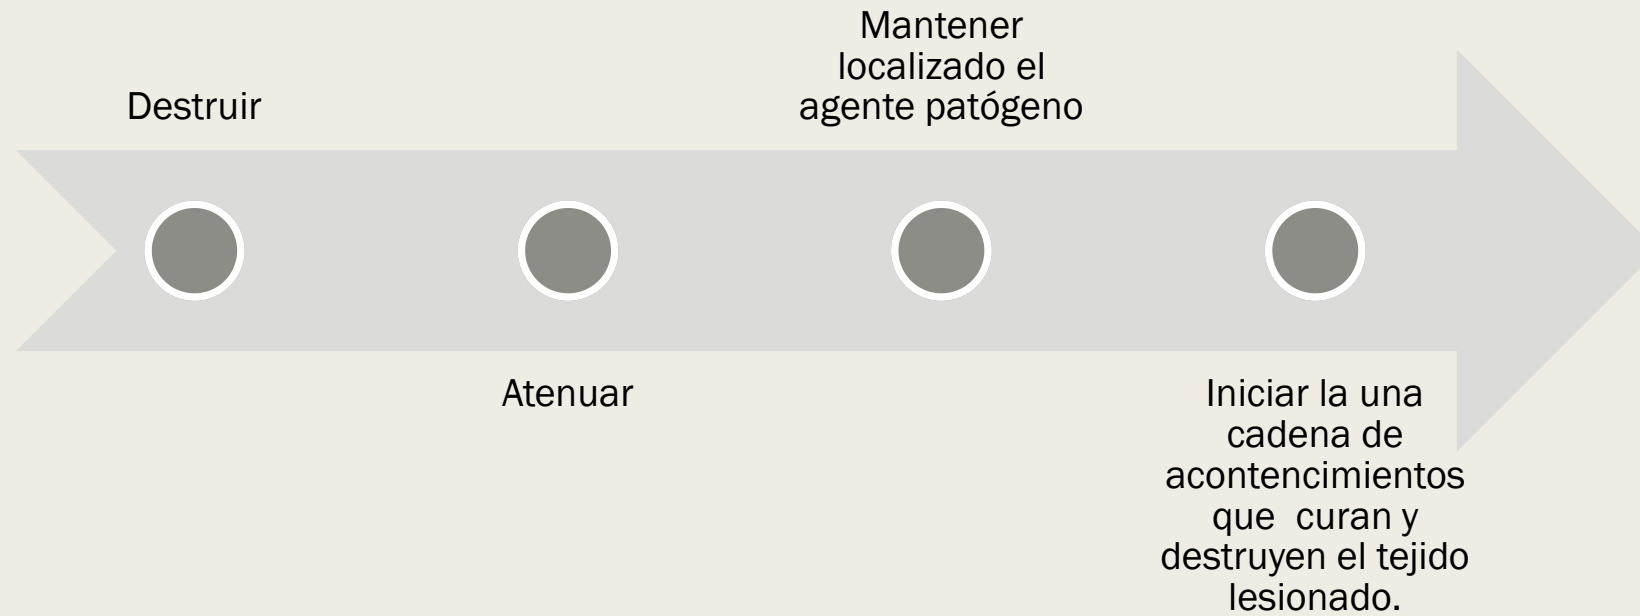 Destruir
Atenuar
Mantener
localizado el
agente patógeno
Iniciar la una
cadena de
acontencimientos
que  curan y
destruyen el tejido
lesionado.